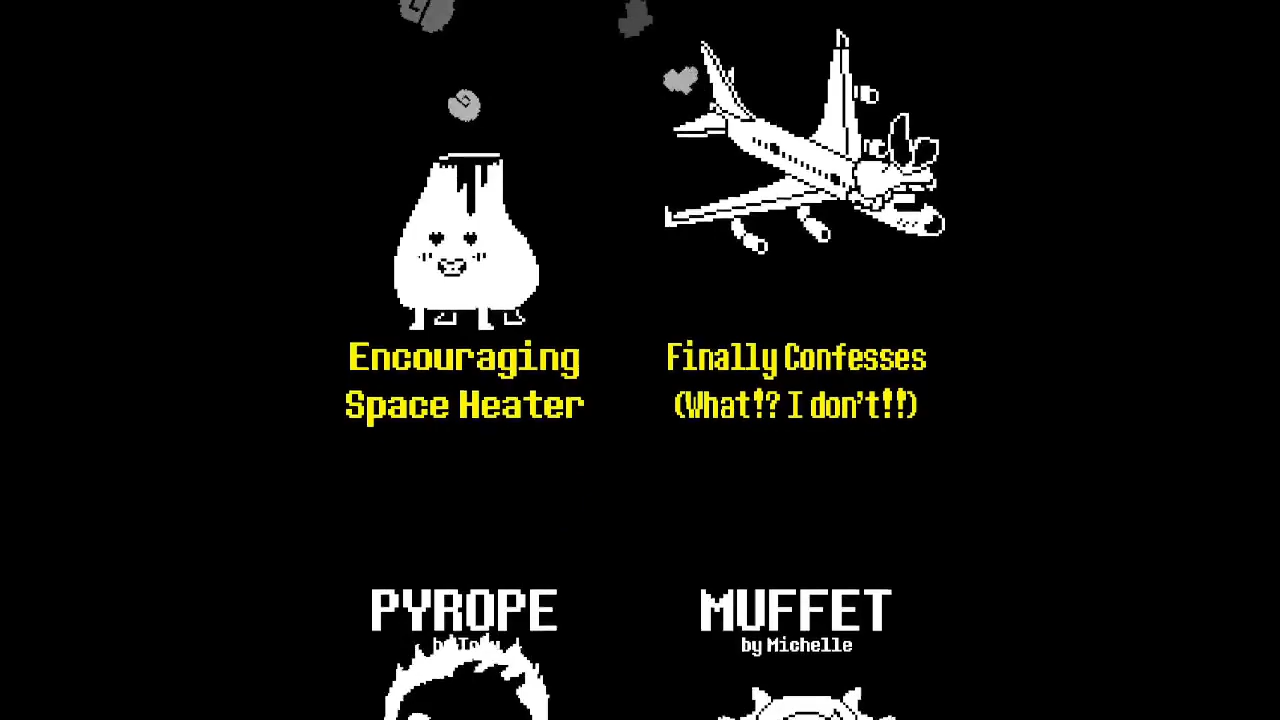 Encouraging
Space Heater
Finally Confesses
(What!? I don't!!)
PYROPE
MUFFET
by Michelle